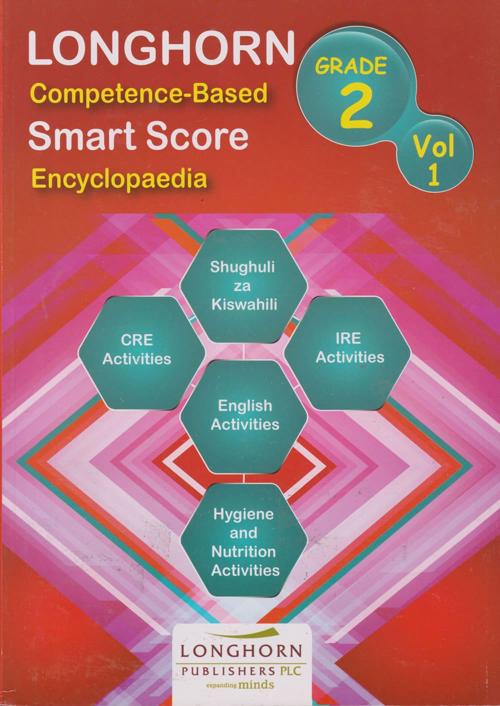 LONGHORN
Competence-Based
Smart Score
Encyclopaedia
GRADE
2
Vol
1
Shughuli
za
Kiswahili
CRE
Activities
IRE
Activities
English
Activities
Hygiene
and
Nutrition
Activities
LONGHORN
PUBLISHERS PLC
expanding minds